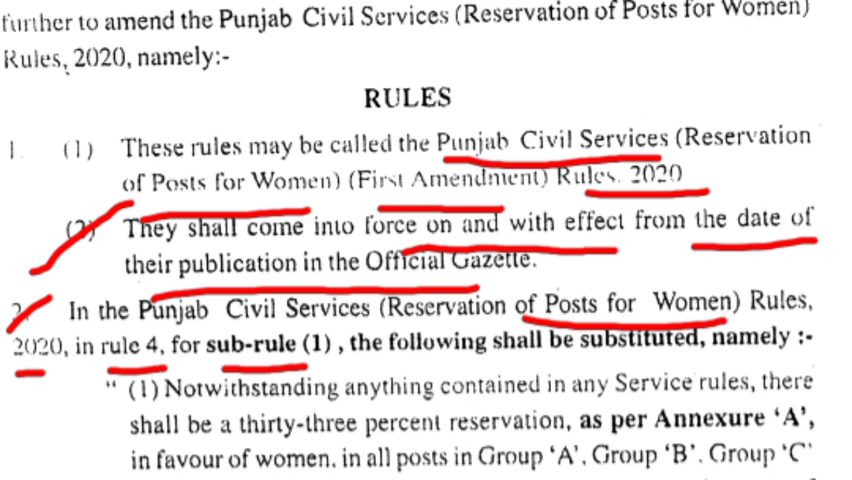 further to amend the Punjab Civil Services (Reservation of Posts for Women)
Rules, 2020, namely:-
RULES
1. (1) These rules may be called the Punjab Civil Services (Reservation
of Posts for Women) (First Amendment) Rules, 2020
(2) They shall come into force on and with effect from the date of
their publication in the Official Gazette.
2. In the Punjab Civil Services (Reservation of Posts for Women) Rules,
2020, in rule 4, for sub-rule (1) , the following shall be substituted, namely :-
" (1) Notwithstanding anything contained in any Service rules, there
shall be a thirty-three percent reservation, as per Annexure ‘A’,
in favour of women, in all posts in Group ‘A’, Group ‘B’, Group ‘C’